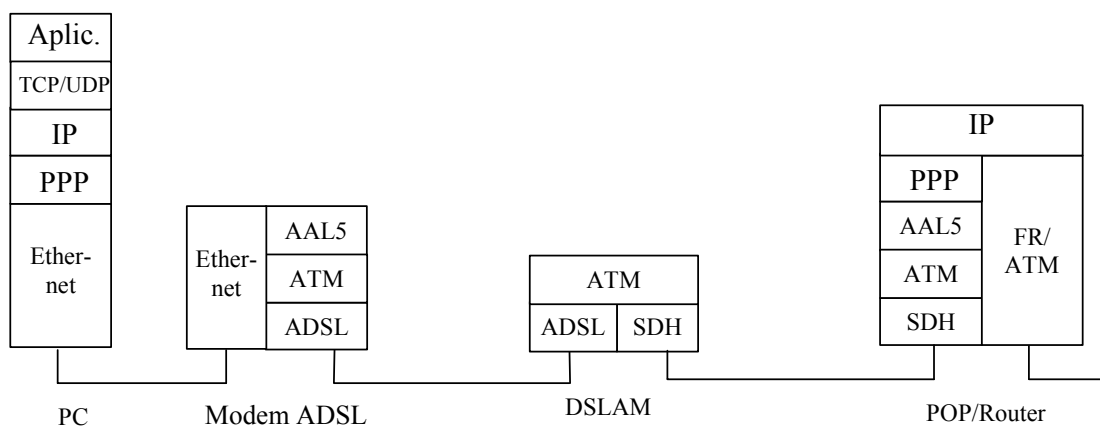 Aplic.
TCP/UDP
IP
PPP
Ether-
net
PC
Ether-
net
AAL5
ATM
ADSL
Modem ADSL
ATM
ADSL
SDH
DSLAM
IP
PPP
AAL5
ATM
SDH
FR/
ATM
POP/Router